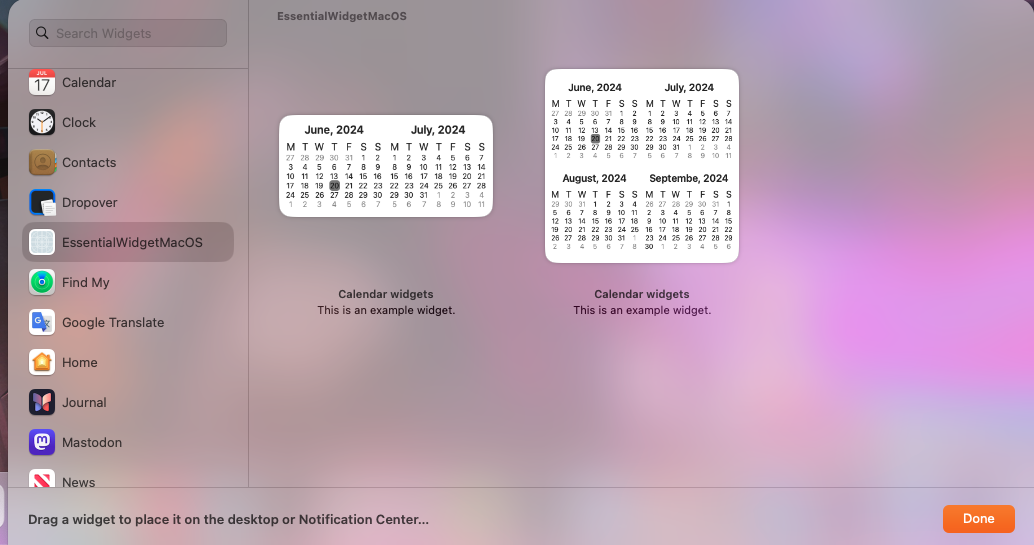 Search Widgets
JUL
17
Calendar
Clock
Contacts
Dropover
EssentialWidgetMacOS
Find My
Google Translate
Home
Journal
Mastodon
News
EssentialWidgetMacOS
June, 2024
M T W T F S S
27 28 29 30 31 1 2
3 4 5 6 7 8 9
10 11 12 13 14 15 16
17 18 19 20 21 22 23
24 25 26 27 28 29 30
1 2 3 4 5 6 7
July, 2024
M T W T F S S
1 2 3 4 5 6 7
8 9 10 11 12 13 14
15 16 17 18 19 20 21
22 23 24 25 26 27 28
29 30 31 1 2 3 4
5 6 7 8 9 10 11
Calendar widgets
This is an example widget.
June, 2024
M T W T F S S
27 28 29 30 31 1 2
3 4 5 6 7 8 9
10 11 12 13 14 15 16
17 18 19 20 21 22 23
24 25 26 27 28 29 30
1 2 3 4 5 6 7
July, 2024
M T W T F S S
1 2 3 4 5 6 7
8 9 10 11 12 13 14
15 16 17 18 19 20 21
22 23 24 25 26 27 28
29 30 31 1 2 3 4
5 6 7 8 9 10 11
August, 2024
M T W T F S S
29 30 31 1 2 3 4
5 6 7 8 9 10 11
12 13 14 15 16 17 18
19 20 21 22 23 24 25
26 27 28 29 30 31 1
2 3 4 5 6 7 8
Septembe, 2024
M T W T F S S
26 27 28 29 30 31 1
2 3 4 5 6 7 8
9 10 11 12 13 14 15
16 17 18 19 20 21 22
23 24 25 26 27 28 29
30 1 2 3 4 5 6
Calendar widgets
This is an example widget.
Drag a widget to place it on the desktop or Notification Center...
Done